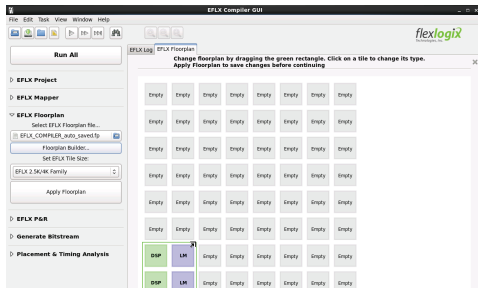 EFLX Compiler GUI
File Edit Task View Window Help
flexlogix
Technologies, Inc.
Run All
EFLX Project
EFLX Mapper
EFLX Floorplan
Select EFLX Floorplan file...
EFLX_COMPILER_auto_saved.fp
Floorplan Builder...
Set EFLX Tile Size:
EFLX 2.5K/4K Family
Apply Floorplan
EFLX P&R
Generate Bitstream
Placement & Timing Analysis
EFLX Log EFLX Floorplan
Change floorplan by dragging the green rectangle. Click on a tile to change its type.
Apply Floorplan to save changes before continuing
Empty Empty Empty Empty Empty Empty Empty Empty
Empty Empty Empty Empty Empty Empty Empty Empty
Empty Empty Empty Empty Empty Empty Empty Empty
Empty Empty Empty Empty Empty Empty Empty Empty
Empty Empty Empty Empty Empty Empty Empty Empty
Empty Empty Empty Empty Empty Empty Empty Empty
DSP LM Empty Empty Empty Empty Empty Empty
DSP LM Empty Empty Empty Empty Empty Empty